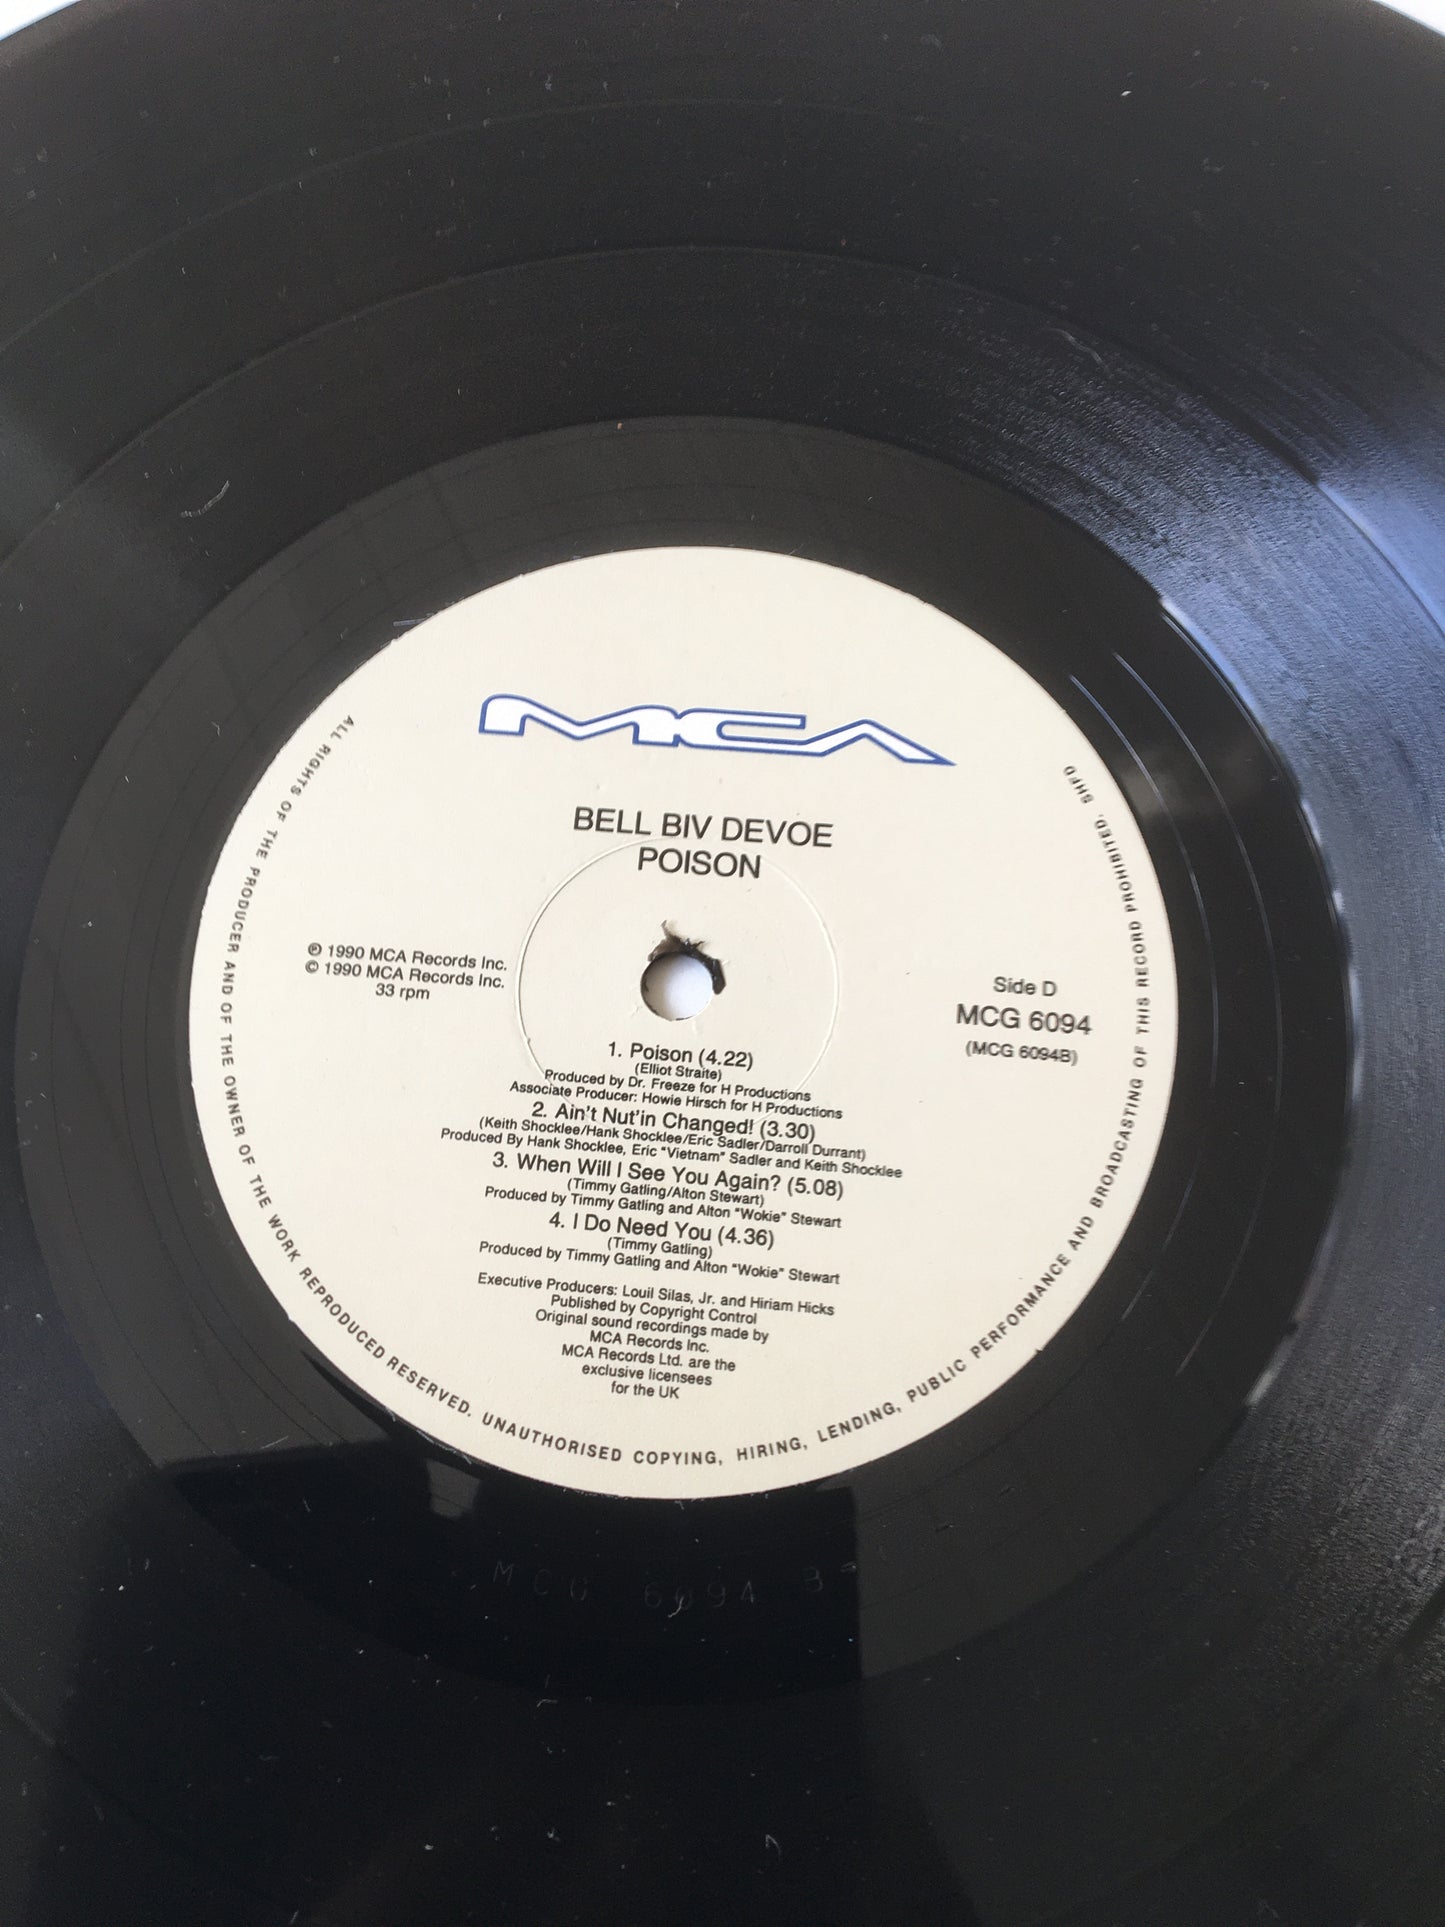 MCA
BELL BIV DEVOE
POISON
℗ 1990 MCA Records Inc.
© 1990 MCA Records Inc.
33 rpm
Side D
MCG 6094
(MCG 6094B)
1. Poison (4.22)
(Elliot Straite)
Produced by Dr. Freeze for H Productions
Associate Producer: Howie Hirsch for H Productions
2. Ain't Nut'in Changed! (3.30)
(Keith Shocklee/Hank Shocklee/Eric Sadler/Darroll Durrant)
Produced By Hank Shocklee, Eric "Vietnam" Sadler and Keith Shocklee
3. When Will I See You Again? (5.08)
(Timmy Gatling/Alton Stewart)
Produced by Timmy Gatling and Alton "Wokie" Stewart
4. I Do Need You (4.36)
(Timmy Gatling)
Produced by Timmy Gatling and Alton "Wokie" Stewart
Executive Producers: Louil Silas, Jr. and Hiriam Hicks
Published by Copyright Control
Original sound recordings made by
MCA Records Inc.
MCA Records Ltd. are the
exclusive licensees
for the UK
ALL RIGHTS OF THE PRODUCER AND OF THE OWNER OF THE WORK REPRODUCED RESERVED. UNAUTHORISED COPYING, HIRING, LENDING, PUBLIC PERFORMANCE AND BROADCASTING OF THIS RECORD PROHIBITED. SHFD
MCG 6094 B